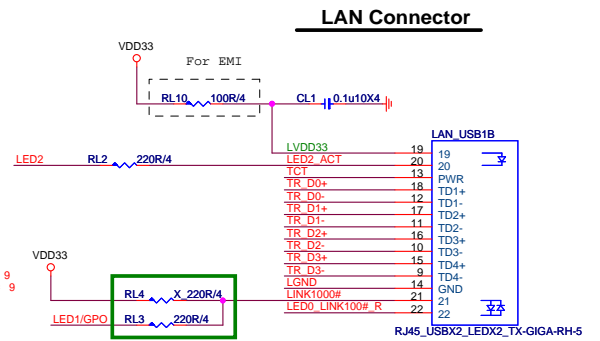 LAN Connector
VDD33
For EMI
RL10 100R/4
CL1 0.1u10X4
LAN_USB1B
LVDD33 19 19
LED2 RL2 220R/4 LED2_ACT 20 20
TCT 13 PWR
TR_D0+ 18 TD1+
TR_D0- 12 TD1-
TR_D1+ 17 TD2+
TR_D1- 11 TD2-
TR_D2+ 16 TD3+
TR_D2- 10 TD3-
TR_D3+ 15 TD4+
TR_D3- 9 TD4-
LGND 14 GND
VDD33
9
9
RL4 X_220R/4 LINK1000# 21 21
LED1/GPO RL3 220R/4 LED0_LINK100#_R 22 22
RJ45_USBX2_LEDX2_TX-GIGA-RH-5